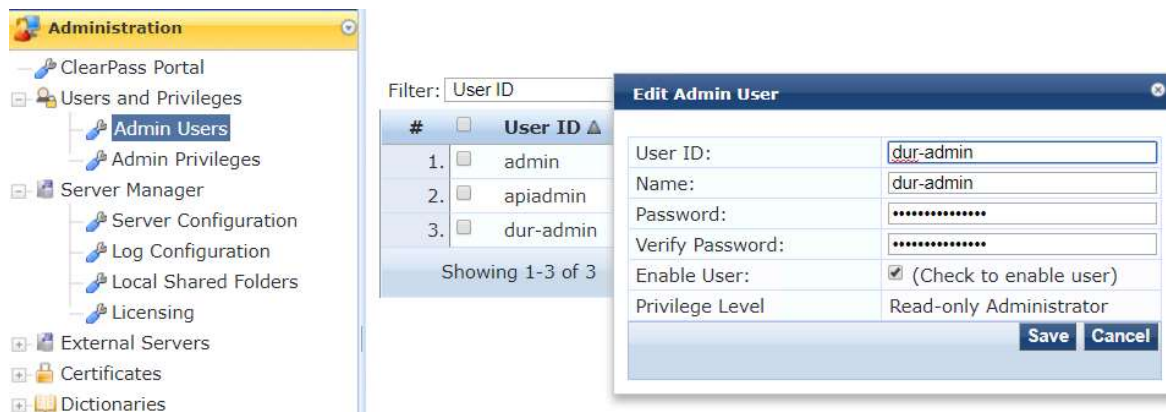 Administration
ClearPass Portal
Users and Privileges
Admin Users
Admin Privileges
Server Manager
Server Configuration
Log Configuration
Local Shared Folders
Licensing
External Servers
Certificates
Dictionaries
Filter: User ID
# User ID
1. admin
2. apiadmin
3. dur-admin
Showing 1-3 of 3
Edit Admin User
User ID: dur-admin
Name: dur-admin
Password: •••••••••••••••
Verify Password: •••••••••••••••
Enable User: (Check to enable user)
Privilege Level Read-only Administrator
Save Cancel